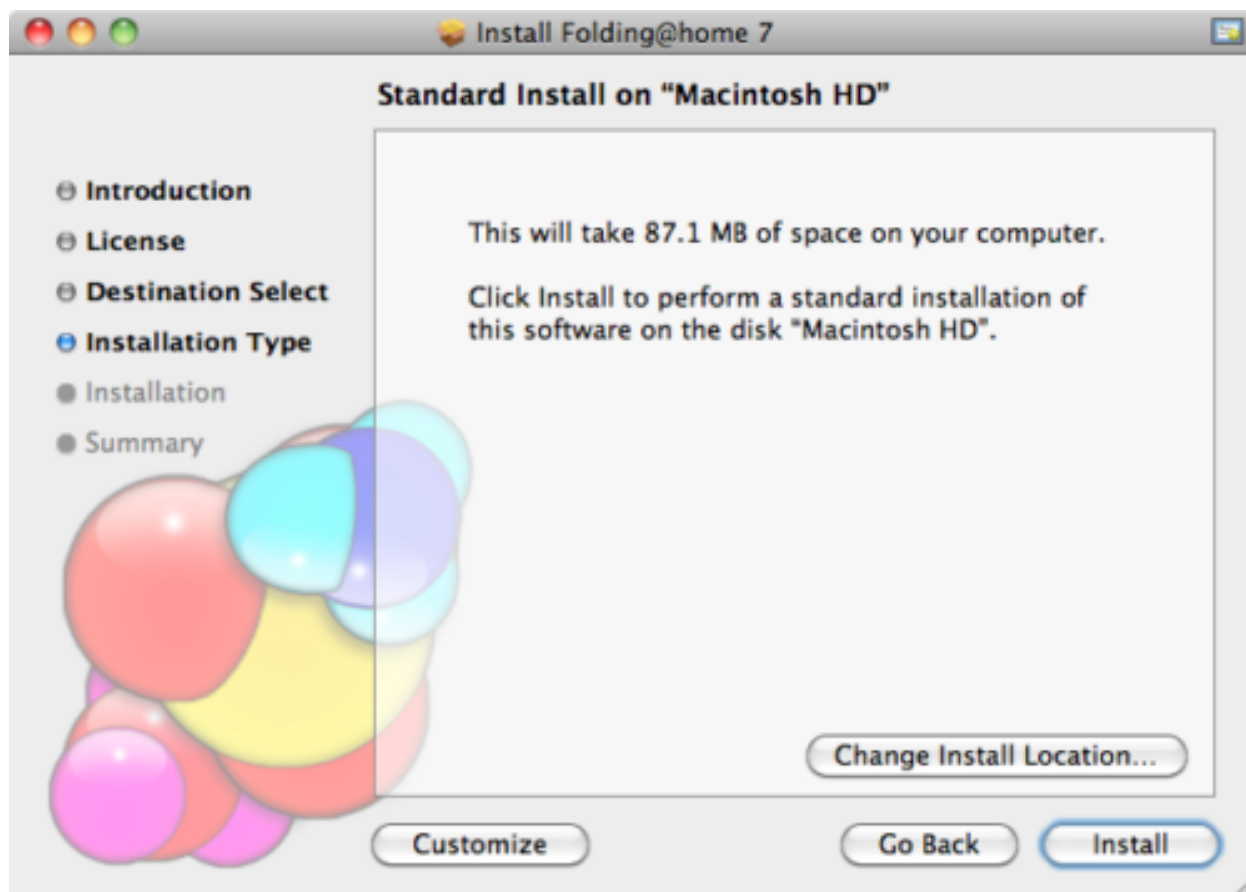 Install Folding@home 7
Standard Install on “Macintosh HD”
Introduction
License
Destination Select
Installation Type
Installation
Summary
This will take 87.1 MB of space on your computer.
Click Install to perform a standard installation of
this software on the disk "Macintosh HD".
Change Install Location...
Customize
Go Back
Install